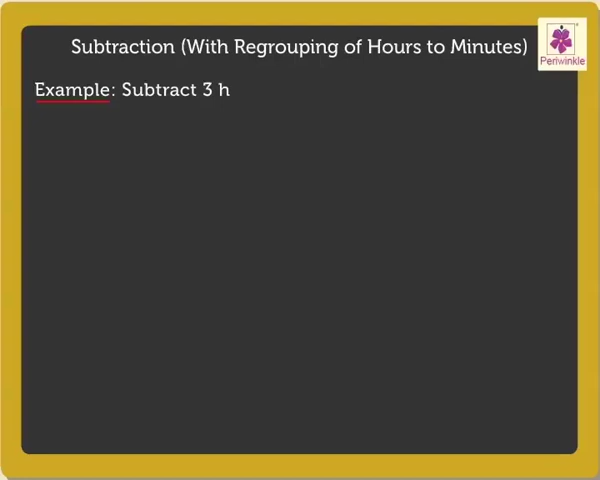 Subtraction (With Regrouping of Hours to Minutes)
Periwinkle
Example: Subtract 3 h